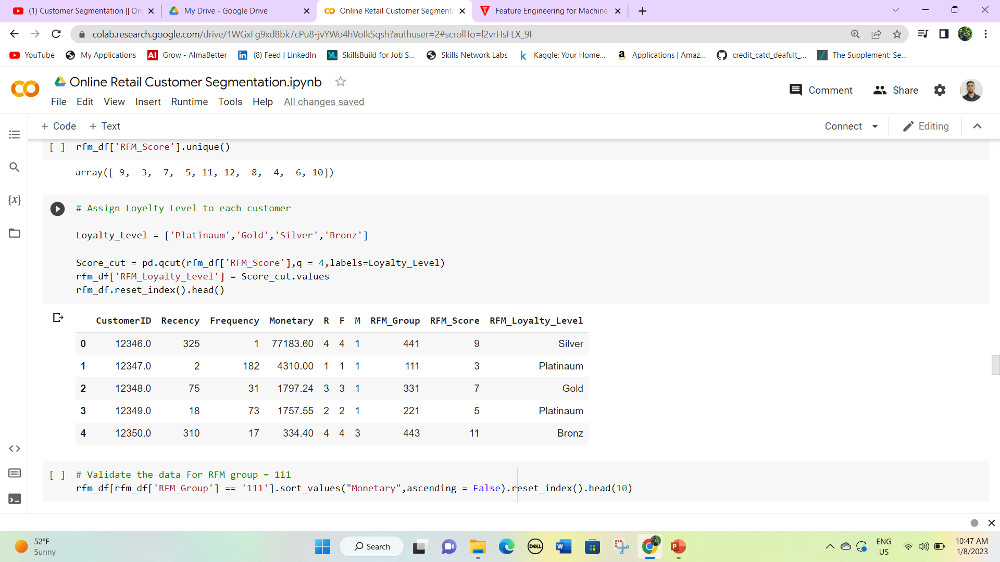 (1) Customer Segmentation || On
My Drive - Google Drive
Online Retail Customer Segmenta
Feature Engineering for Machine
colab.research.google.com/drive/1WGxFg9xd8bk7cPu8-jvYWo4hVoIkSqsh?authuser=2#scrollTo=l2vrHsFLX_9F
YouTube
My Applications
AI Grow - AlmaBetter
(8) Feed | LinkedIn
SkillsBuild for Job S...
Skills Network Labs
Kaggle: Your Home...
Applications | Amaz...
credit_catd_deafult_...
The Supplement: Se...
Online Retail Customer Segmentation.ipynb
Comment
Share
File Edit View Insert Runtime Tools Help All changes saved
+ Code + Text
Connect
Editing
[ ] rfm_df['RFM_Score'].unique()
array([ 9,  3,  7,  5, 11, 12,  8,  4,  6, 10])
# Assign Loyelty Level to each customer
Loyalty_Level = ['Platinaum','Gold','Silver','Bronz']
Score_cut = pd.qcut(rfm_df['RFM_Score'],q = 4,labels=Loyalty_Level)
rfm_df['RFM_Loyalty_Level'] = Score_cut.values
rfm_df.reset_index().head()
CustomerID Recency Frequency Monetary R F M RFM_Group RFM_Score RFM_Loyalty_Level
0 12346.0 325 1 77183.60 4 4 1 441 9 Silver
1 12347.0 2 182 4310.00 1 1 1 111 3 Platinaum
2 12348.0 75 31 1797.24 3 3 1 331 7 Gold
3 12349.0 18 73 1757.55 2 2 1 221 5 Platinaum
4 12350.0 310 17 334.40 4 4 3 443 11 Bronz
[ ] # Validate the data For RFM group = 111
rfm_df[rfm_df['RFM_Group'] == '111'].sort_values("Monetary",ascending = False).reset_index().head(10)
52°F
Sunny
Search
DELL
ENG
US
10:47 AM
1/8/2023